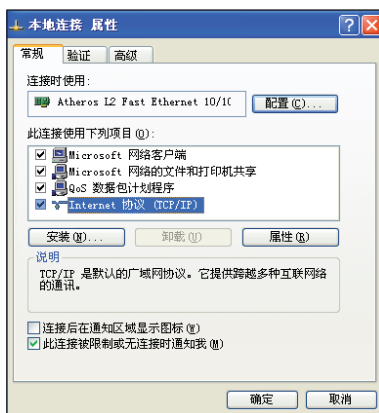 本地连接 属性
常规 验证 高级
连接时使用:
Atheros L2 Fast Ethernet 10/10 配置(C)...
此连接使用下列项目(O):
Microsoft 网络客户端
Microsoft 网络的文件和打印机共享
QoS 数据包计划程序
Internet 协议 (TCP/IP)
安装(N)... 卸载(U) 属性(R)
说明
TCP/IP 是默认的广域网协议。它提供跨越多种互联网络
的通讯。
连接后在通知区域显示图标(W)
此连接被限制或无连接时通知我(M)
确定 取消